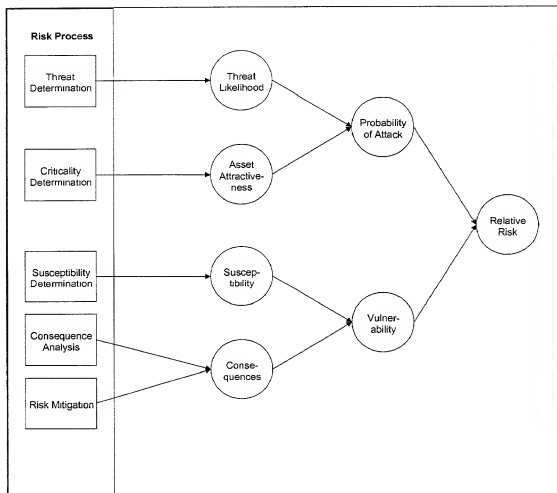 Risk Process
Threat
Determination
Threat
Likelihood
Probability
of Attack
Criticality
Determination
Asset
Attractive-
ness
Relative
Risk
Susceptibility
Determination
Suscep-
tibility
Vulner-
ability
Consequence
Analysis
Conse-
quences
Risk Mitigation